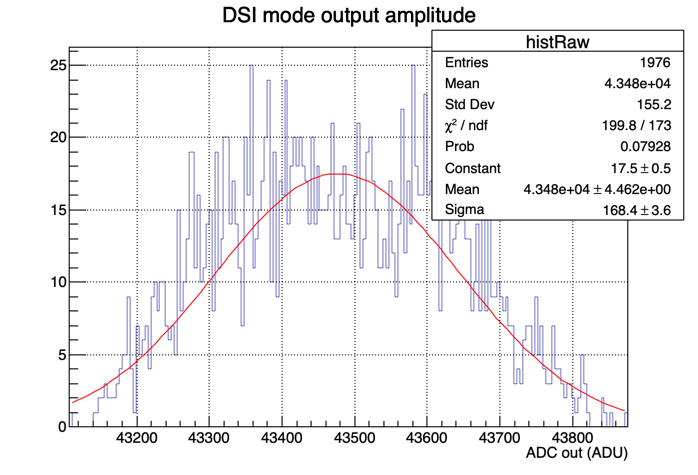 DSI mode output amplitude
histRaw
Entries 1976
Mean 4.348e+04
Std Dev 155.2
χ² / ndf 199.8 / 173
Prob 0.07928
Constant 17.5 ± 0.5
Mean 4.348e+04 ± 4.462e+00
Sigma 168.4 ± 3.6
25
20
15
10
5
0
43200 43300 43400 43500 43600 43700 43800
ADC out (ADU)